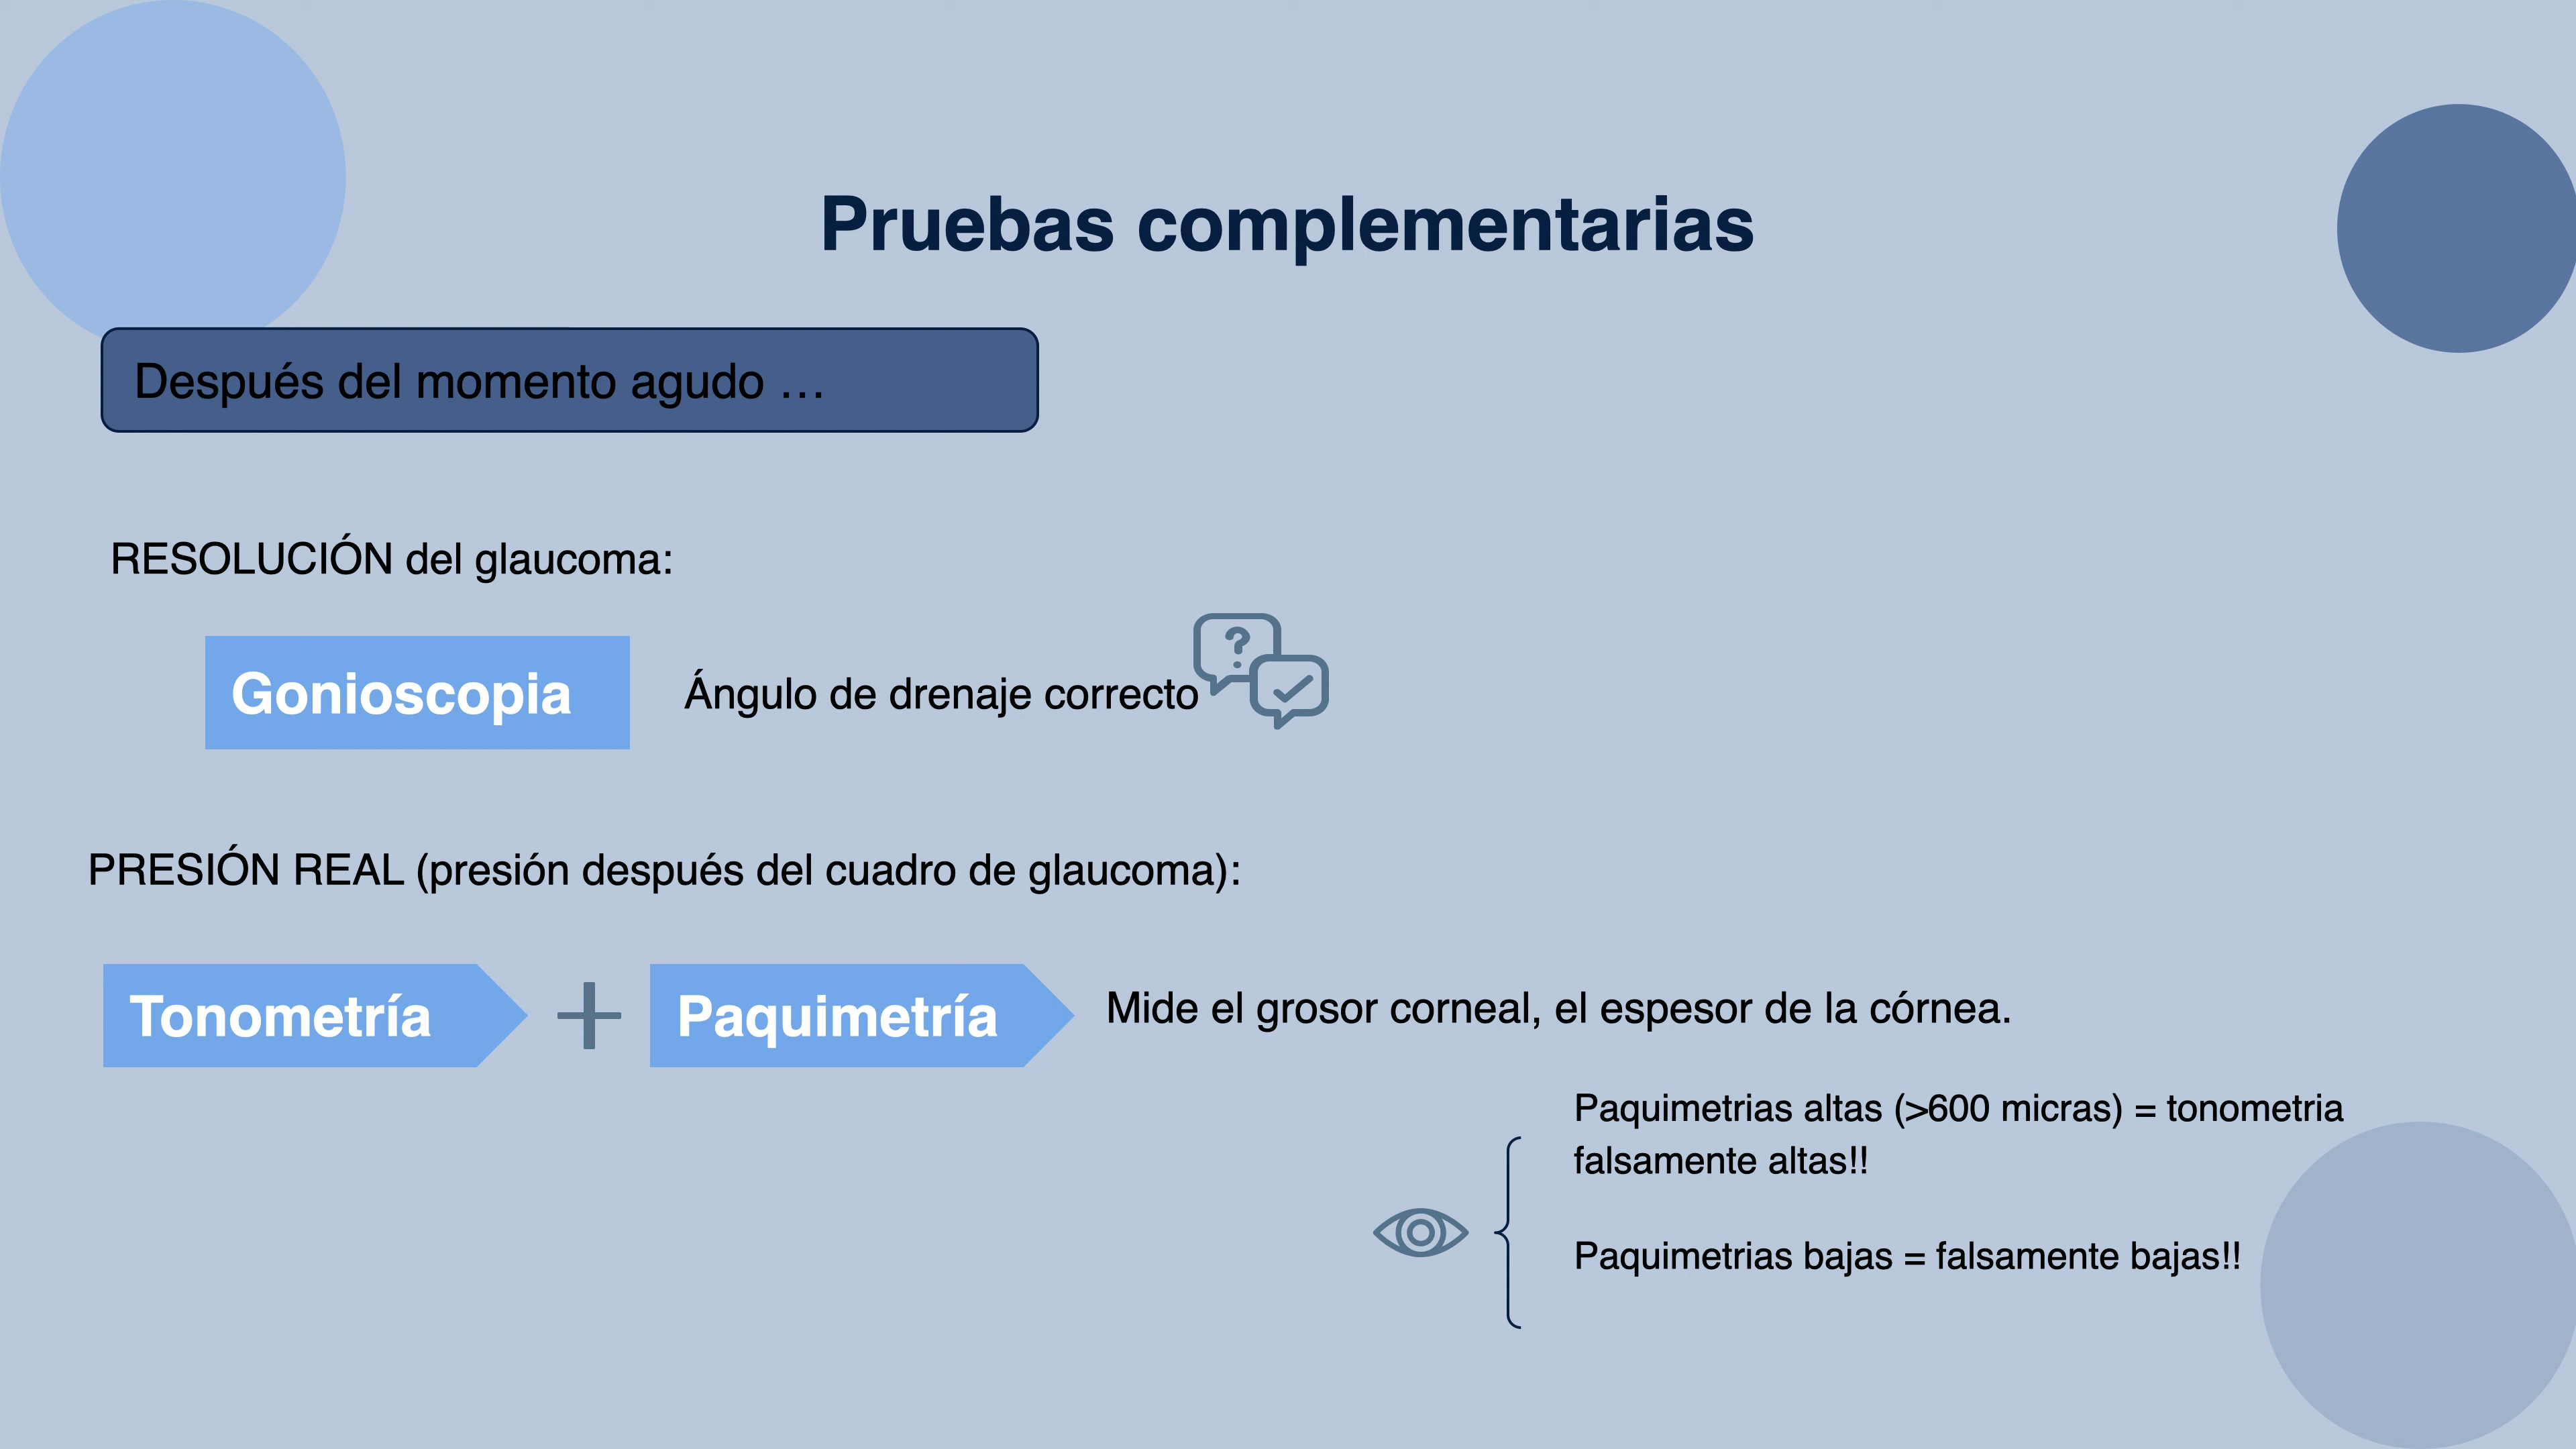 Pruebas complementarias
Después del momento agudo ...
RESOLUCIÓN del glaucoma:
Gonioscopia
Ángulo de drenaje correcto
?
PRESIÓN REAL (presión después del cuadro de glaucoma):
Tonometría
+
Paquimetría
Mide el grosor corneal, el espesor de la córnea.
Paquimetrias altas (>600 micras) = tonometria
falsamente altas!!
Paquimetrias bajas = falsamente bajas!!